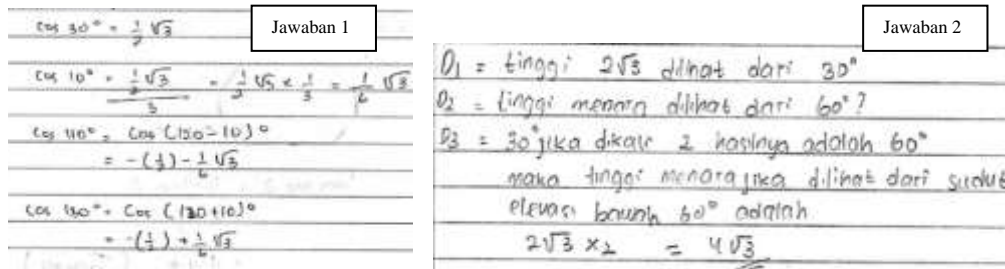 Jawaban 1
cos 30° = 1/2 √3
cos 10° = (1/2 √3)/3 = 1/2 √3 × 1/3 = 1/6 √3
cos 110° = cos (120 - 10)°
= -(1/2) - 1/6 √3
cos 130° = cos (120 + 10)°
= -(1/2) + 1/6 √3
Jawaban 2
D1 = tinggi 2√3 dilihat dari 30°
D2 = tinggi menara dilihat dari 60°?
D3 = 30° jika dikali 2 hasilnya adalah 60°
maka tinggi menara jika dilihat dari sudut
elevasi bawah 60° adalah
2√3 × 2 = 4√3